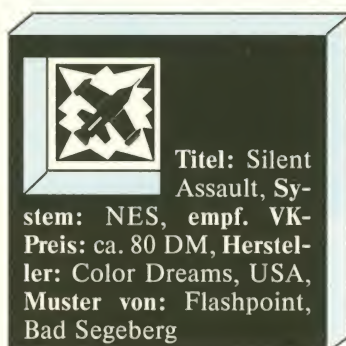 Titel: Silent
Assault, Sy-
stem: NES, empf. VK-
Preis: ca. 80 DM, Herstel-
ler: Color Dreams, USA,
Muster von: Flashpoint,
Bad Segeberg